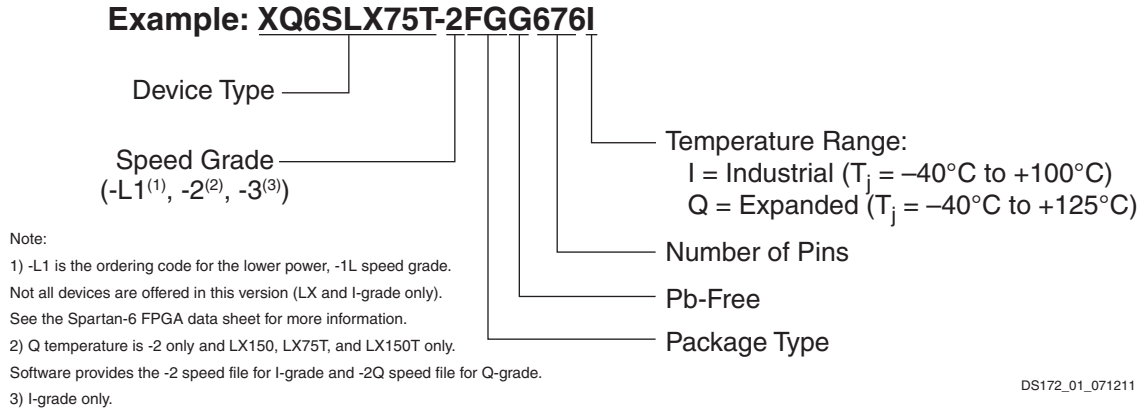 Example: XQ6SLX75T-2FGG676I
Device Type
Speed Grade
(-L1(1), -2(2), -3(3))
Temperature Range:
I = Industrial (Tj = –40°C to +100°C)
Q = Expanded (Tj = –40°C to +125°C)
Number of Pins
Pb-Free
Package Type
Note:
1) -L1 is the ordering code for the lower power, -1L speed grade.
Not all devices are offered in this version (LX and I-grade only).
See the Spartan-6 FPGA data sheet for more information.
2) Q temperature is -2 only and LX150, LX75T, and LX150T only.
Software provides the -2 speed file for I-grade and -2Q speed file for Q-grade.
3) I-grade only.
DS172_01_071211